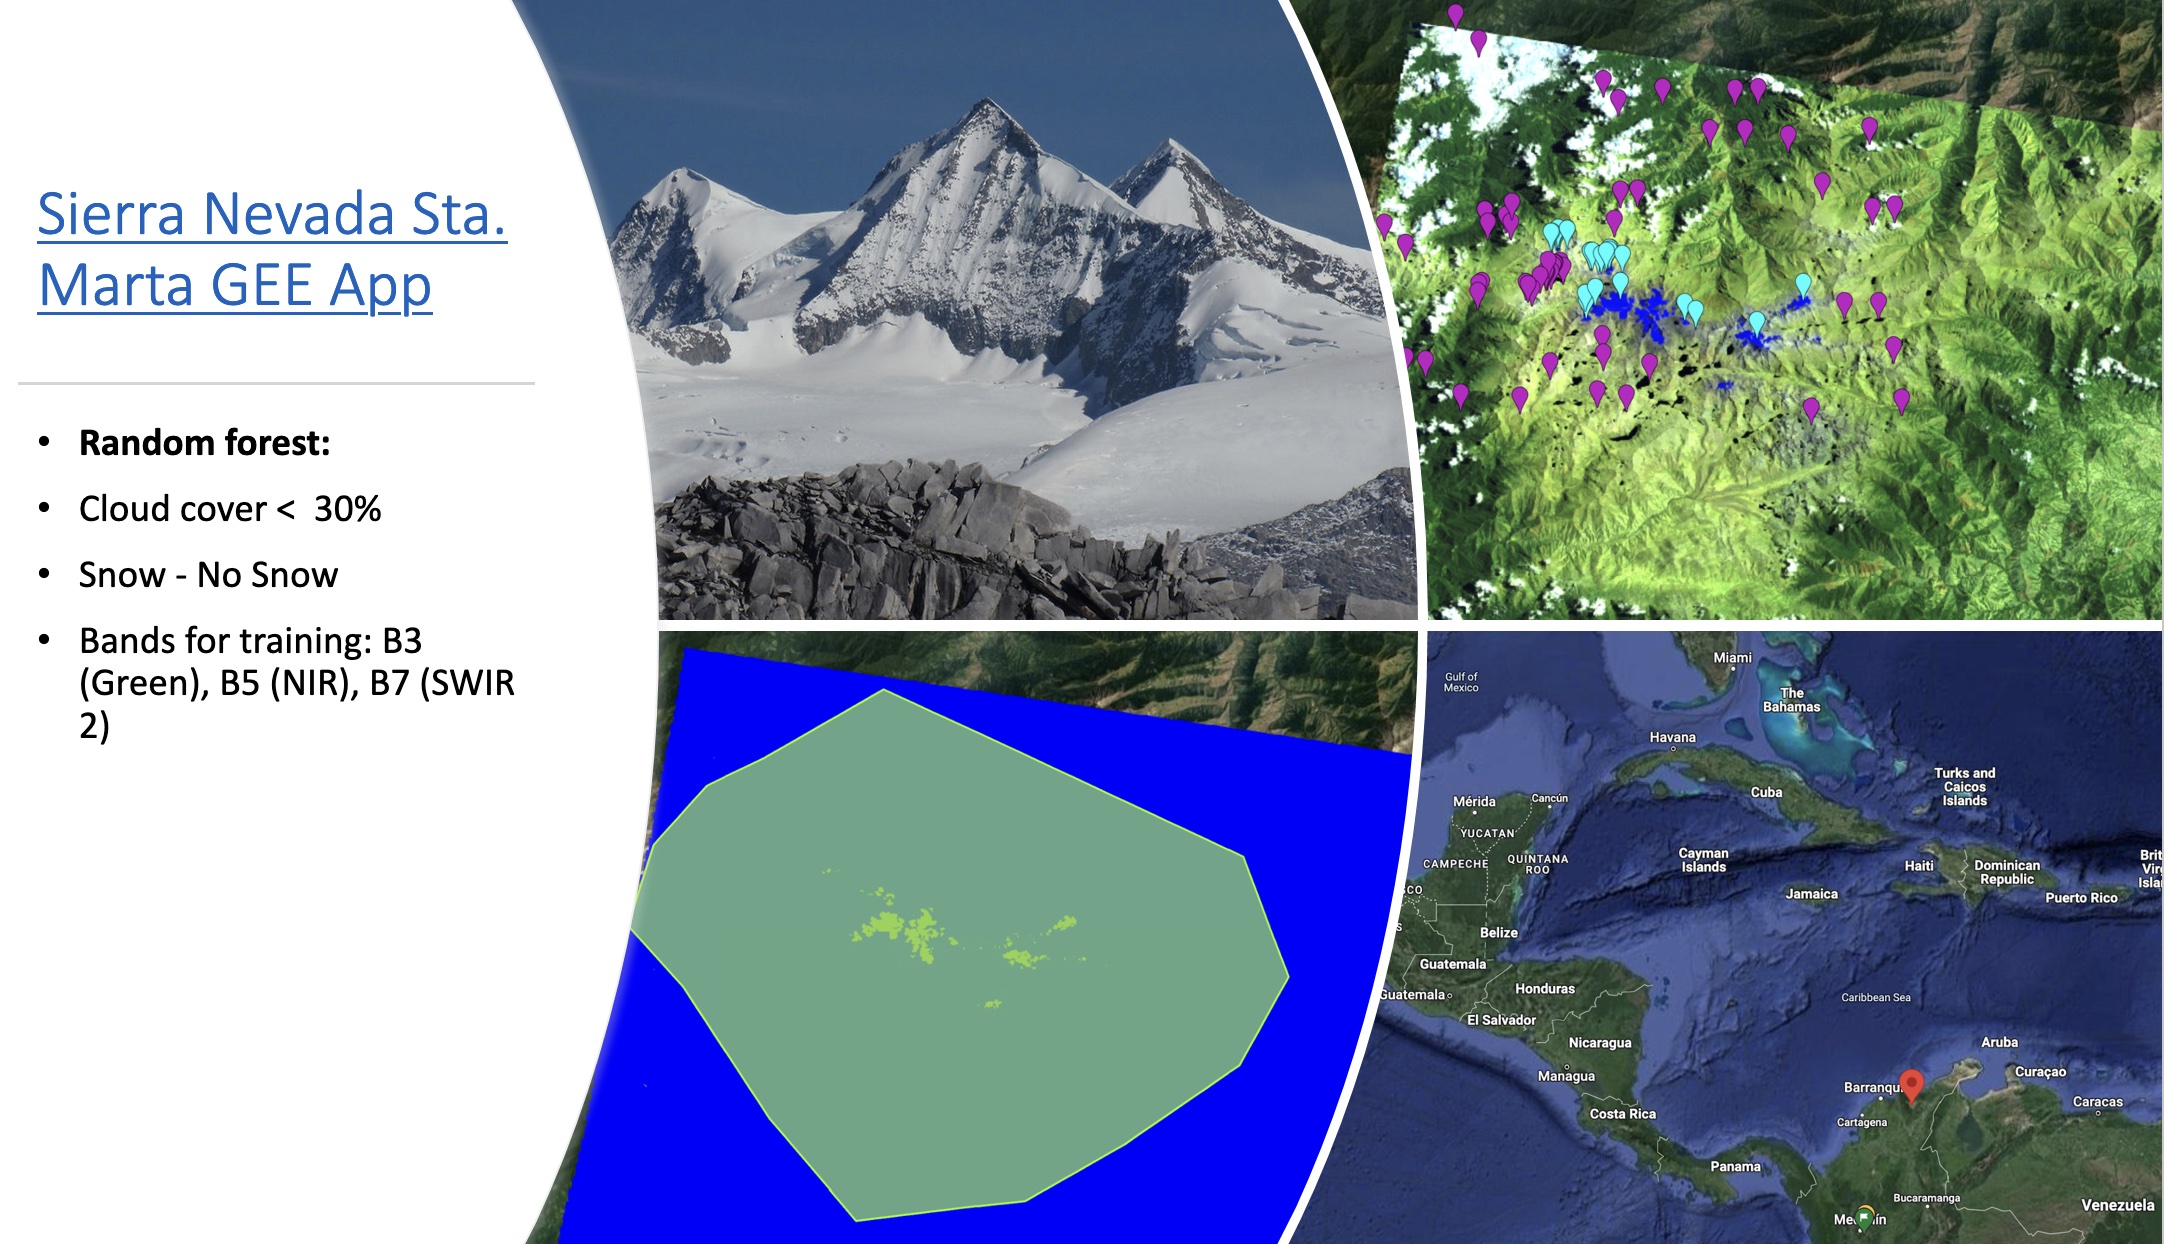 Sierra Nevada Sta.
Marta GEE App
• Random forest:
• Cloud cover < 30%
• Snow - No Snow
• Bands for training: B3
(Green), B5 (NIR), B7 (SWIR
2)
Miami
Gulf of
Mexico
The
Bahamas
Havana
Turks and
Caicos
Islands
Cuba
Mérida
Cancún
YUCATAN
CAMPECHE
QUINTANA
ROO
Cayman
Islands
Haiti
Dominican
Republic
Brit
Virg
Isla
Jamaica
Puerto Rico
SCO
s
Belize
Guatemala
Guatemala
Honduras
Caribbean Sea
El Salvador
Nicaragua
Aruba
Managua
Curaçao
Barranqu
Caracas
Costa Rica
Cartagena
Panama
Bucaramanga
Venezuela
Me ín